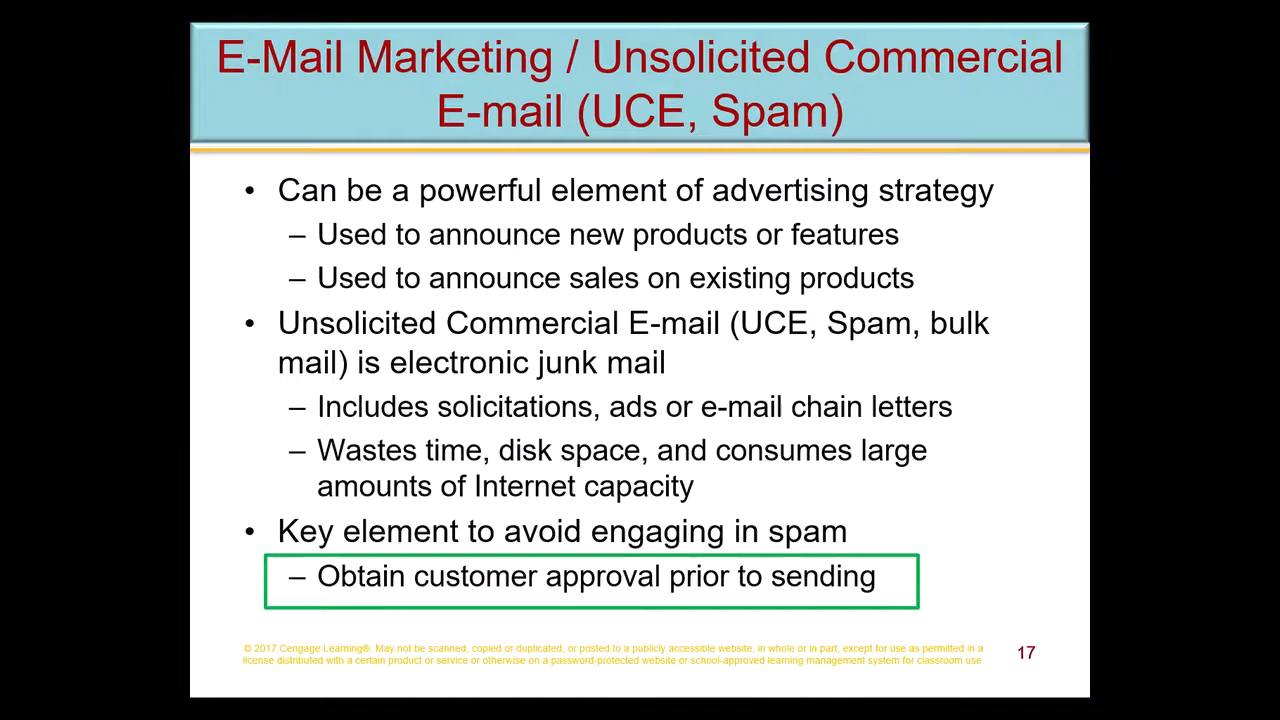 E-Mail Marketing / Unsolicited Commercial
E-mail (UCE, Spam)
• Can be a powerful element of advertising strategy
– Used to announce new products or features
– Used to announce sales on existing products
• Unsolicited Commercial E-mail (UCE, Spam, bulk
mail) is electronic junk mail
– Includes solicitations, ads or e-mail chain letters
– Wastes time, disk space, and consumes large
amounts of Internet capacity
• Key element to avoid engaging in spam
– Obtain customer approval prior to sending
© 2017 Cengage Learning®. May not be scanned, copied or duplicated, or posted to a publicly accessible website, in whole or in part, except for use as permitted in a
license distributed with a certain product or service or otherwise on a password-protected website or school-approved learning management system for classroom use.
17